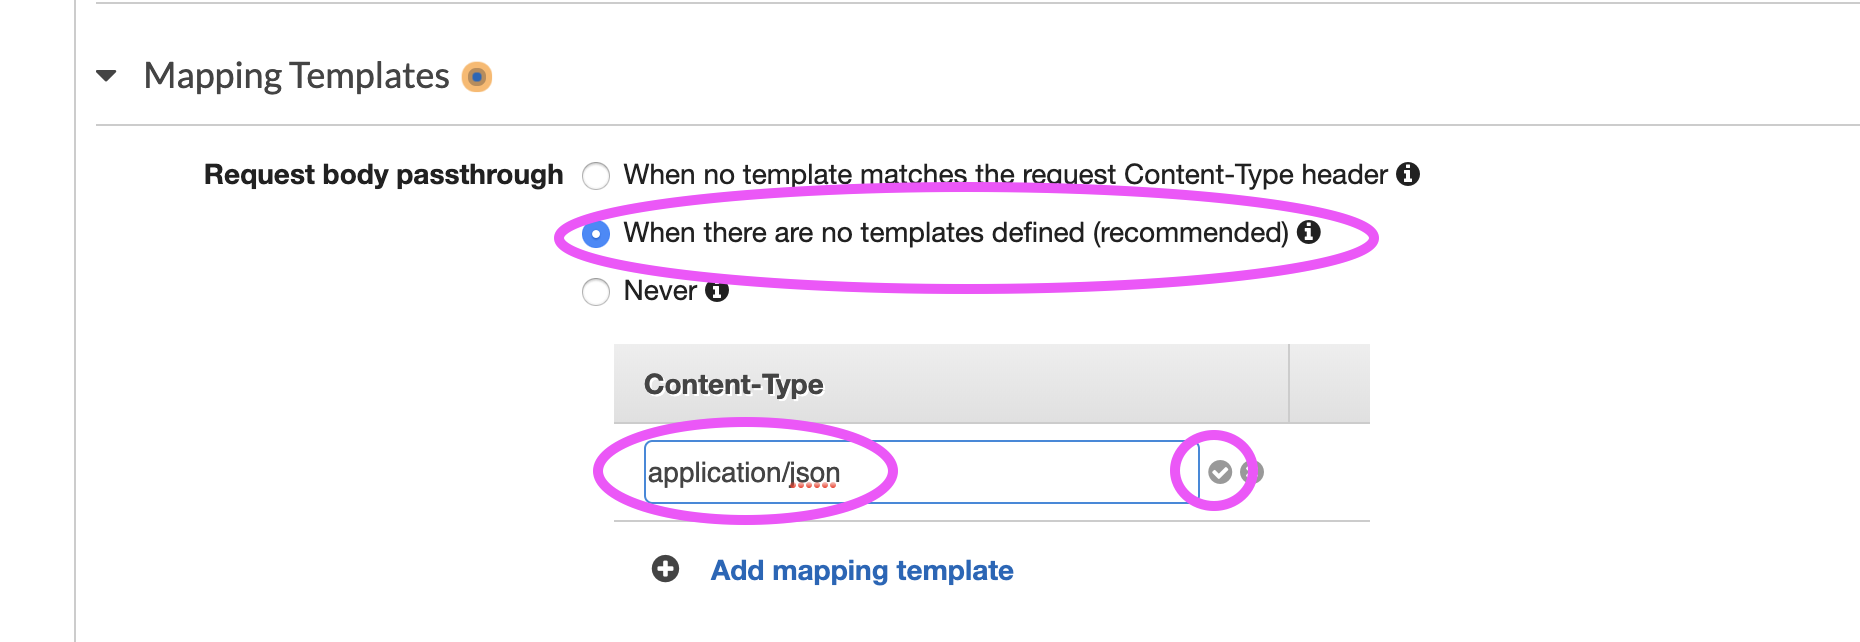 Mapping Templates
Request body passthrough
When no template matches the request Content-Type header
When there are no templates defined (recommended)
Never
Content-Type
application/json
Add mapping template